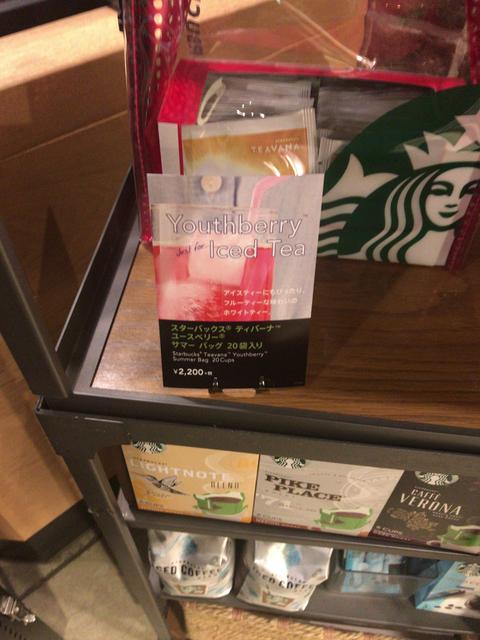 TEAVANA
Youthberry™
Just for Iced Tea
アイスティーにもぴったり、
フルーティーな味わいの
ホワイトティー。
スターバックス® ティバーナ™
ユースベリー®
サマー バッグ 20袋入り
Starbucks® Teavana™ Youthberry™
Summer Bag 20Cups
¥2,200
LIGHTNOTE
BLEND
PIKE
PLACE
CAFFÈ
VERONA
ICED COFFEE